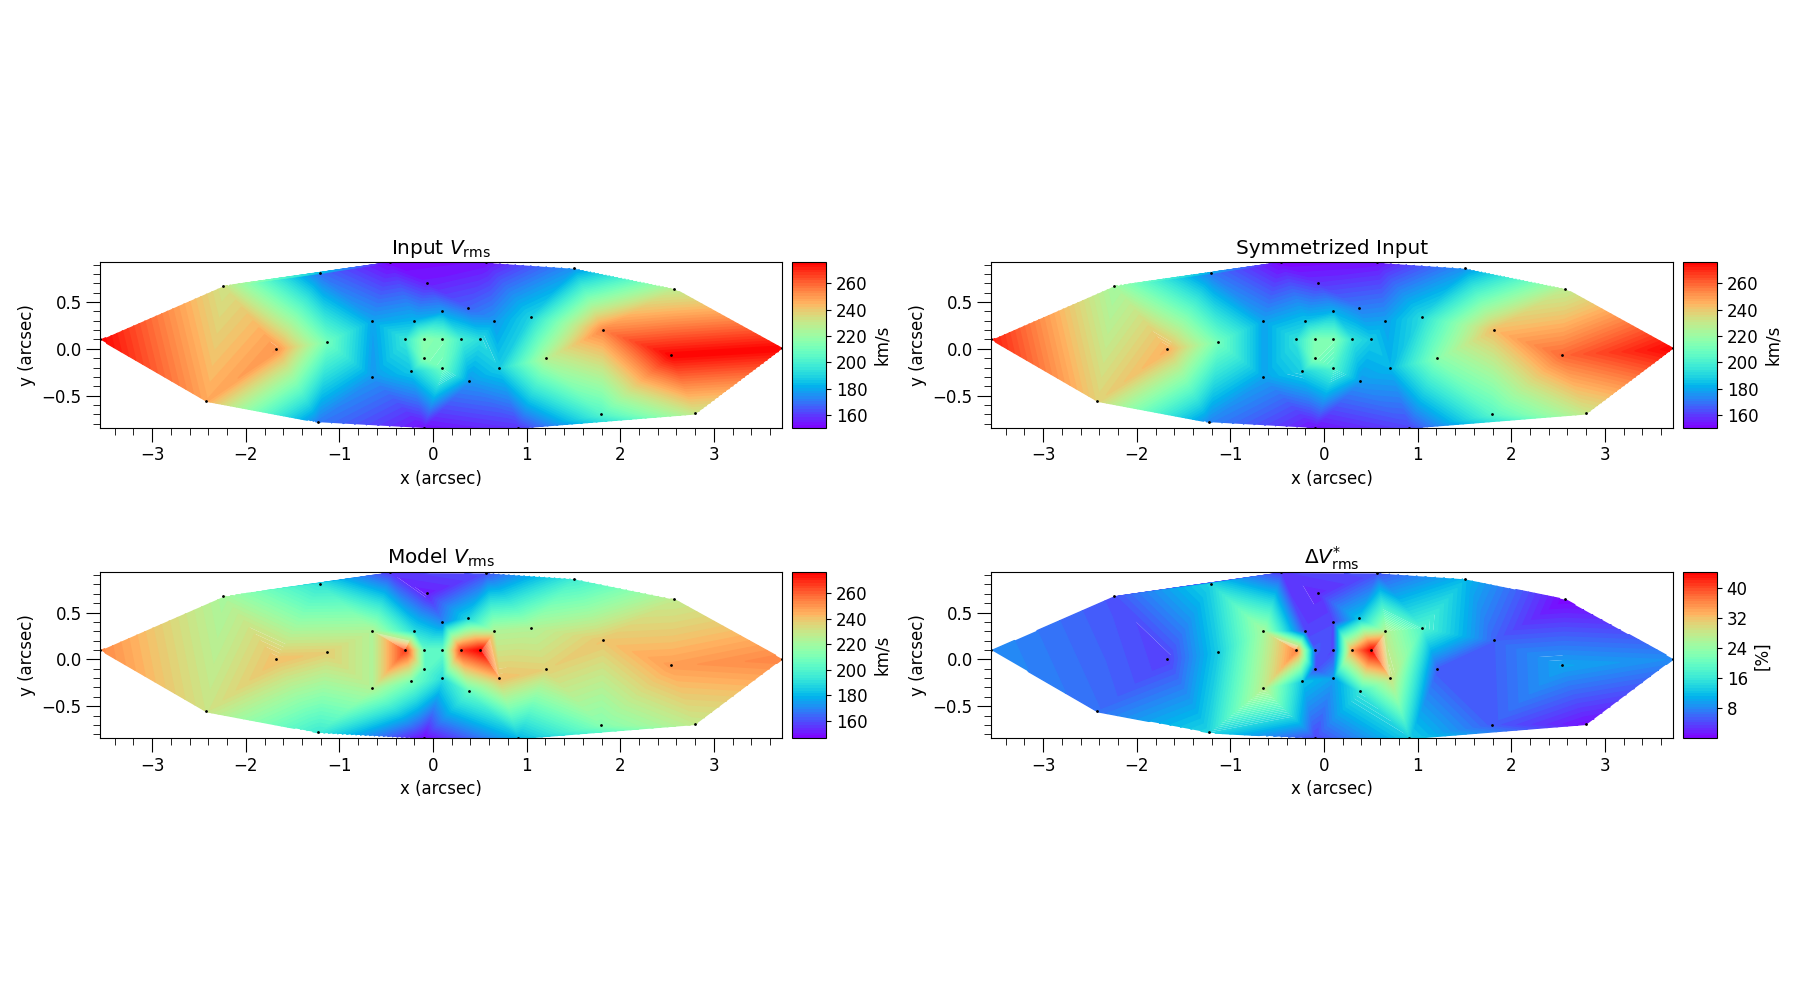 Input V_rms
Symmetrized Input
y (arcsec)
0.5
0.0
−0.5
−3 −2 −1 0 1 2 3
x (arcsec)
260
240
220
200
180
160
km/s
y (arcsec)
0.5
0.0
−0.5
−3 −2 −1 0 1 2 3
x (arcsec)
260
240
220
200
180
160
km/s
Model V_rms
ΔV*_rms
y (arcsec)
0.5
0.0
−0.5
−3 −2 −1 0 1 2 3
x (arcsec)
260
240
220
200
180
160
km/s
y (arcsec)
0.5
0.0
−0.5
−3 −2 −1 0 1 2 3
x (arcsec)
40
32
24
16
8
[%]